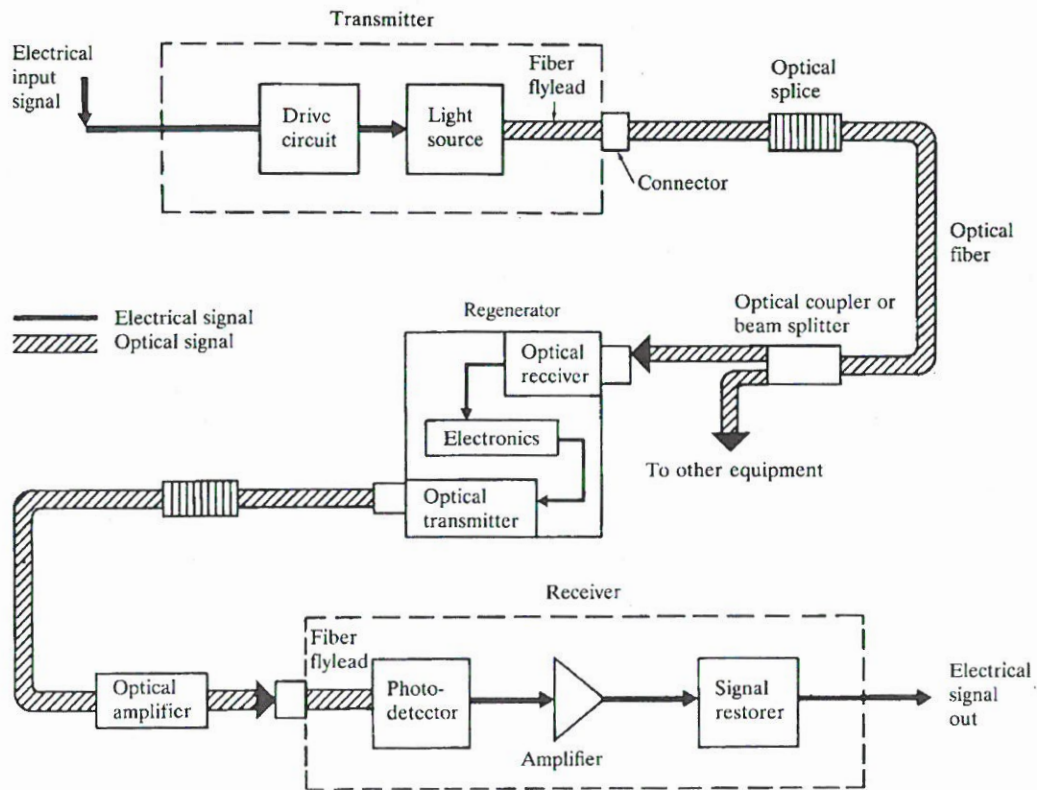 Transmitter
Electrical
input
signal
Drive
circuit
Light
source
Fiber
flylead
Connector
Optical
splice
Optical
fiber
Electrical signal
Optical signal
Regenerator
Optical
receiver
Electronics
Optical
transmitter
Optical coupler or
beam splitter
To other equipment
Receiver
Optical
amplifier
Fiber
flylead
Photo-
detector
Amplifier
Signal
restorer
Electrical
signal
out